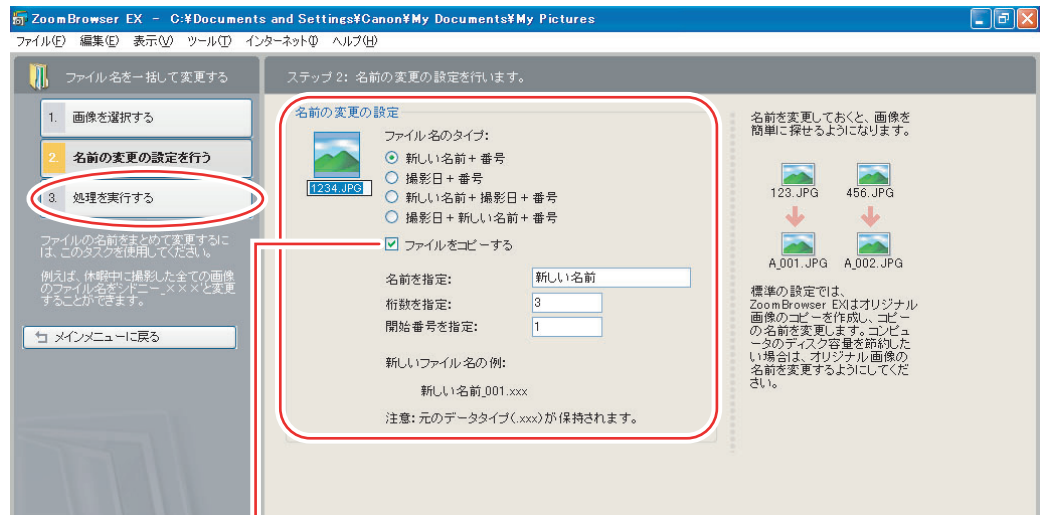 ZoomBrowser EX - C:¥Documents and Settings¥Canon¥My Documents¥My Pictures
ファイル(F) 編集(E) 表示(V) ツール(T) インターネット(I) ヘルプ(H)
ファイル名を一括して変更する
1. 画像を選択する
2. 名前の変更の設定を行う
3. 処理を実行する
ファイルの名前をまとめて変更するに
は、このタスクを使用してください。
例えば、休暇中に撮影した全ての画像
のファイル名をシドニー_×××と変更
することができます。
メインメニューに戻る
ステップ 2: 名前の変更の設定を行います。
名前の変更の設定
1234.JPG
ファイル名のタイプ:
新しい名前 + 番号
撮影日 + 番号
新しい名前 + 撮影日 + 番号
撮影日 + 新しい名前 + 番号
ファイルをコピーする
名前を指定: 新しい名前
桁数を指定: 3
開始番号を指定: 1
新しいファイル名の例:
新しい名前_001.xxx
注意: 元のデータタイプ(.xxx)が保持されます。
名前を変更しておくと、画像を
簡単に探せるようになります。
123.JPG 456.JPG
A_001.JPG A_002.JPG
標準の設定では、
ZoomBrowser EXはオリジナル
画像のコピーを作成し、コピー
の名前を変更します。コンピュ
ータのディスク容量を節約した
い場合は、オリジナル画像の
名前を変更するようにしてくだ
さい。